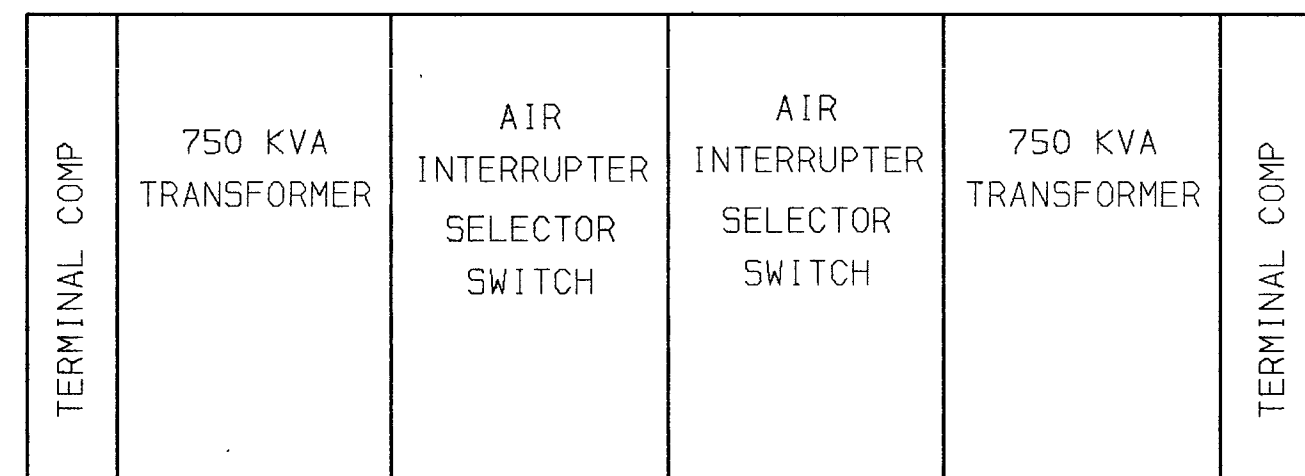 TERMINAL COMP
750 KVA
TRANSFORMER
AIR
INTERRUPTER
SELECTOR
SWITCH
AIR
INTERRUPTER
SELECTOR
SWITCH
750 KVA
TRANSFORMER
TERMINAL COMP